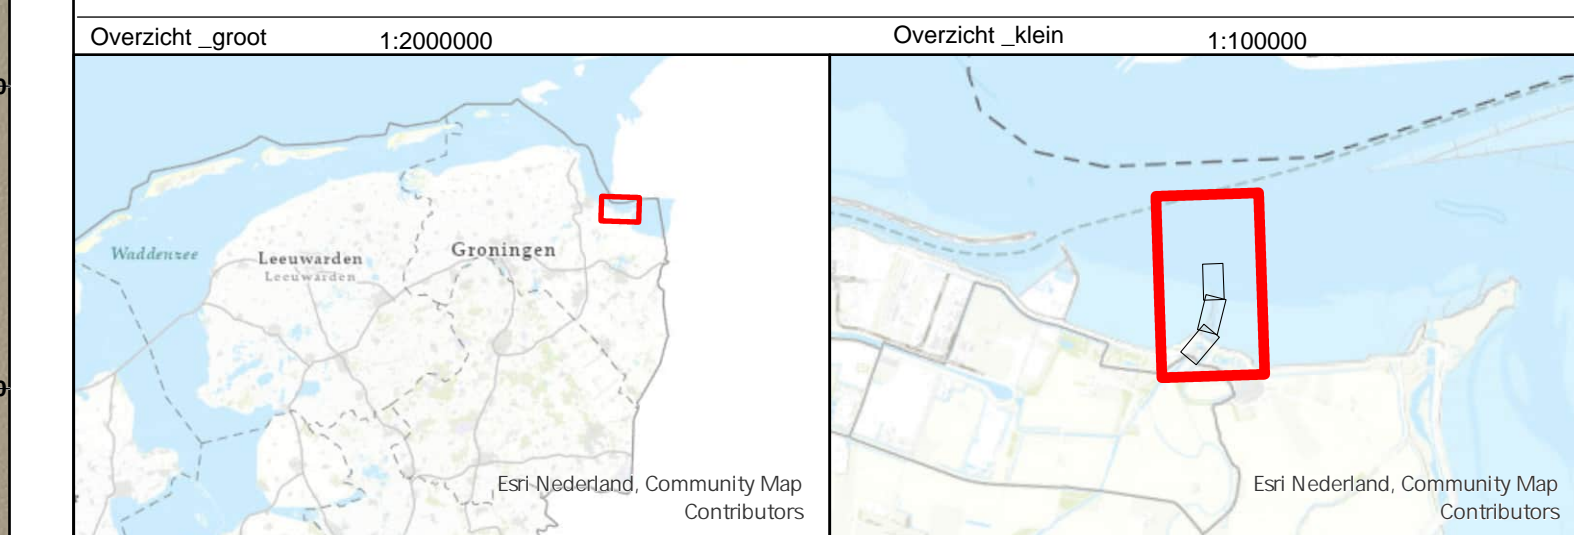 Overzicht _groot 1:2000000
Overzicht _klein 1:100000
Waddenzee
Leeuwarden
Leeuwarden
Groningen
Esri Nederland, Community Map
Contributors
Esri Nederland, Community Map
Contributors